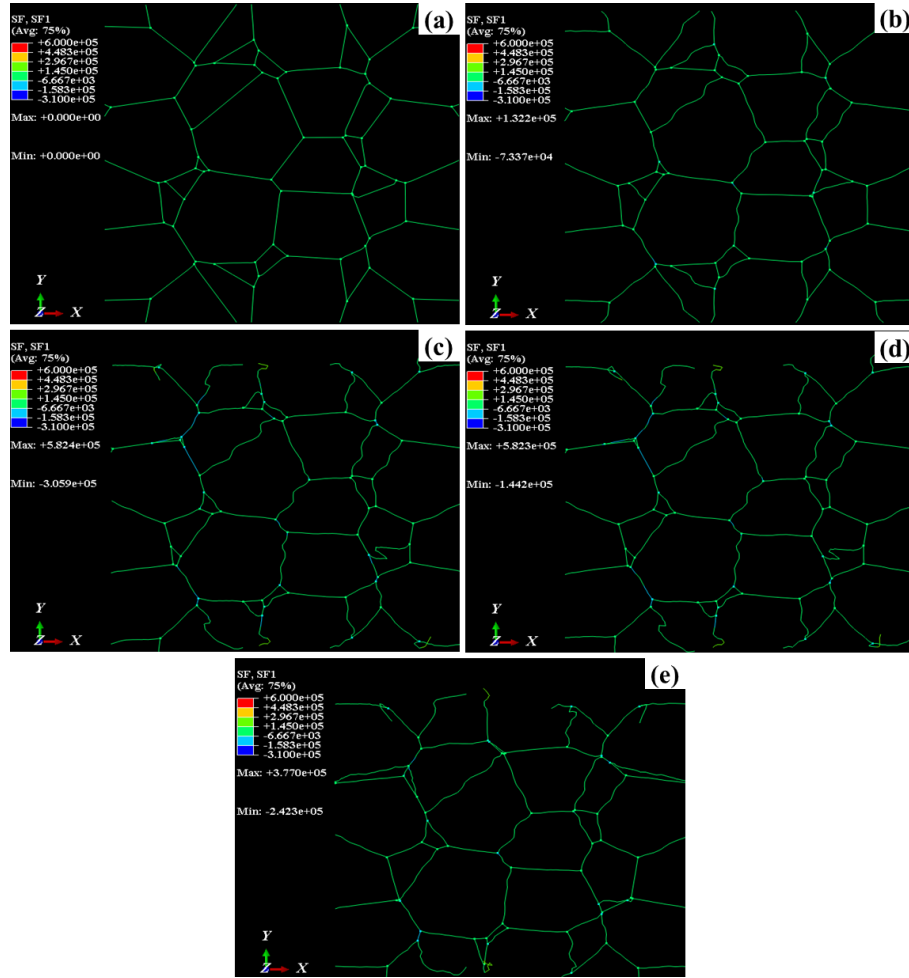 (a)
SF, SF1
(Avg: 75%)
+6.000e+05
+4.483e+05
+2.967e+05
+1.450e+05
-6.667e+03
-1.583e+05
-3.100e+05
Max: +0.000e+00
Min: +0.000e+00
Y
Z X
(b)
SF, SF1
(Avg: 75%)
+6.000e+05
+4.483e+05
+2.967e+05
+1.450e+05
-6.667e+03
-1.583e+05
-3.100e+05
Max: +1.322e+05
Min: -7.337e+04
Y
Z X
(c)
SF, SF1
(Avg: 75%)
+6.000e+05
+4.483e+05
+2.967e+05
+1.450e+05
-6.667e+03
-1.583e+05
-3.100e+05
Max: +5.824e+05
Min: -3.059e+05
Y
Z X
(d)
SF, SF1
(Avg: 75%)
+6.000e+05
+4.483e+05
+2.967e+05
+1.450e+05
-6.667e+03
-1.583e+05
-3.100e+05
Max: +5.823e+05
Min: -1.442e+05
Y
Z X
(e)
SF, SF1
(Avg: 75%)
+6.000e+05
+4.483e+05
+2.967e+05
+1.450e+05
-6.667e+03
-1.583e+05
-3.100e+05
Max: +3.770e+05
Min: -2.423e+05
Y
Z X